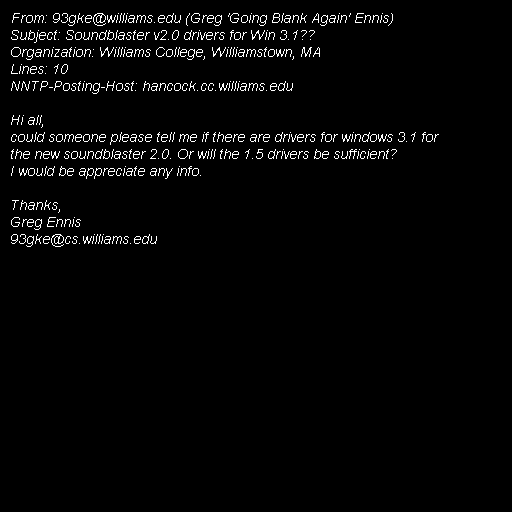 From: 93gke@williams.edu (Greg 'Going Blank Again' Ennis)
Subject: Soundblaster v2.0 drivers for Win 3.1??
Organization: Williams College, Williamstown, MA
Lines: 10
NNTP-Posting-Host: hancock.cc.williams.edu

Hi all,
could someone please tell me if there are drivers for windows 3.1 for
the new soundblaster 2.0. Or will the 1.5 drivers be sufficient?
I would be appreciate any info.

Thanks,
Greg Ennis
93gke@cs.williams.edu